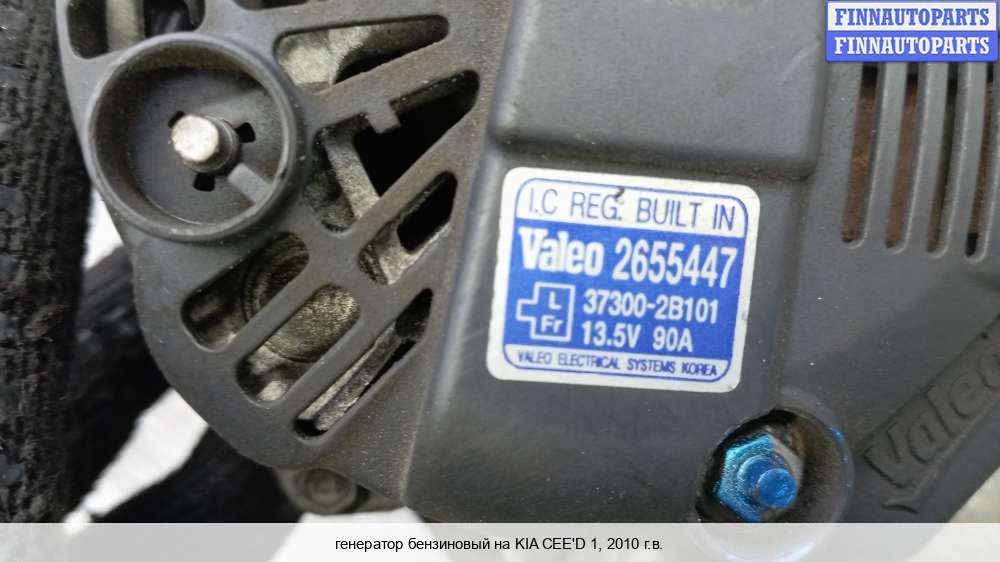 FINNAUTOPARTS
FINNAUTOPARTS
I.C REG. BUILT IN
Valeo 2655447
L
Fr
37300-2B101
13.5V 90A
VALEO ELECTRICAL SYSTEMS KOREA
Valeo
генератор бензиновый на KIA CEE'D 1, 2010 г.в.